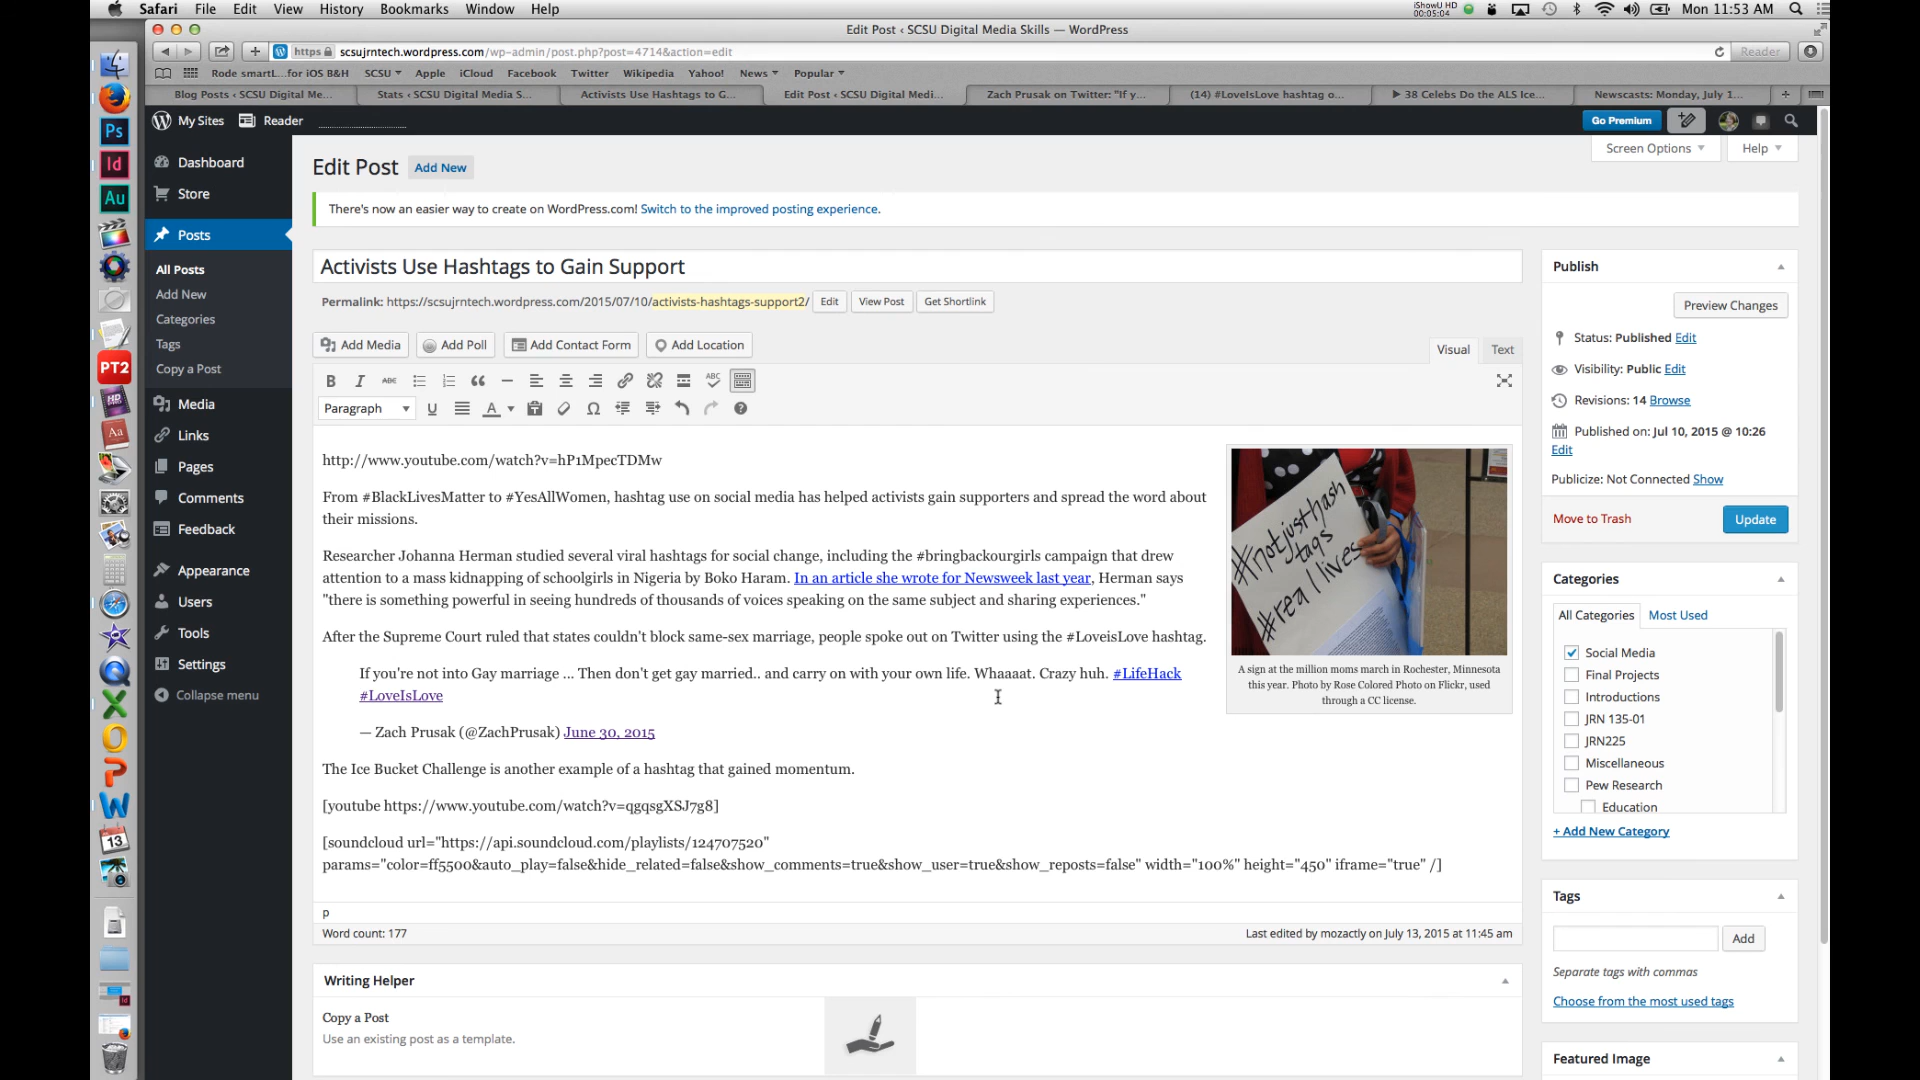 Safari File Edit View History Bookmarks Window Help
iShowU HD 00:05:04
Mon 11:53 AM
Edit Post ‹ SCSU Digital Media Skills — WordPress
https scsujrntech.wordpress.com/wp-admin/post.php?post=4714&action=edit
Reader
Rode smartL...for iOS B&H SCSU Apple iCloud Facebook Twitter Wikipedia Yahoo! News Popular
Blog Posts ‹ SCSU Digital Me... Stats ‹ SCSU Digital Media S... Activists Use Hashtags to G... Edit Post ‹ SCSU Digital Medi... Zach Prusak on Twitter: "If y... (14) #LoveIsLove hashtag o... ▶ 38 Celebs Do the ALS Ice... Newscasts: Monday, July 1...
My Sites Reader
Go Premium
Screen Options Help
Dashboard
Store
Posts
All Posts
Add New
Categories
Tags
Copy a Post
Media
Links
Pages
Comments
Feedback
Appearance
Users
Tools
Settings
Collapse menu
Ps
Id
Au
PT2
HD
Aa
13
Edit Post Add New
There's now an easier way to create on WordPress.com! Switch to the improved posting experience.
Activists Use Hashtags to Gain Support
Permalink: https://scsujrntech.wordpress.com/2015/07/10/activists-hashtags-support2/ Edit View Post Get Shortlink
Add Media Add Poll Add Contact Form Add Location
Visual Text
B I ABC ABC
Paragraph U A Ω
http://www.youtube.com/watch?v=hP1MpecTDMw
From #BlackLivesMatter to #YesAllWomen, hashtag use on social media has helped activists gain supporters and spread the word about
their missions.
Researcher Johanna Herman studied several viral hashtags for social change, including the #bringbackourgirls campaign that drew
attention to a mass kidnapping of schoolgirls in Nigeria by Boko Haram. In an article she wrote for Newsweek last year, Herman says
"there is something powerful in seeing hundreds of thousands of voices speaking on the same subject and sharing experiences."
After the Supreme Court ruled that states couldn't block same-sex marriage, people spoke out on Twitter using the #LoveisLove hashtag.
If you're not into Gay marriage ... Then don't get gay married.. and carry on with your own life. Whaaaat. Crazy huh. #LifeHack
#LoveIsLove
— Zach Prusak (@ZachPrusak) June 30, 2015
The Ice Bucket Challenge is another example of a hashtag that gained momentum.
[youtube https://www.youtube.com/watch?v=qgqsgXSJ7g8]
[soundcloud url="https://api.soundcloud.com/playlists/124707520"
params="color=ff5500&auto_play=false&hide_related=false&show_comments=true&show_user=true&show_reposts=false" width="100%" height="450" iframe="true" /]
#notjusthash
tags
#reallives
A sign at the million moms march in Rochester, Minnesota
this year. Photo by Rose Colored Photo on Flickr, used
through a CC license.
p
Word count: 177
Last edited by mozactly on July 13, 2015 at 11:45 am
Writing Helper
Copy a Post
Use an existing post as a template.
Publish
Preview Changes
Status: Published Edit
Visibility: Public Edit
Revisions: 14 Browse
Published on: Jul 10, 2015 @ 10:26
Edit
Publicize: Not Connected Show
Move to Trash Update
Categories
All Categories Most Used
Social Media
Final Projects
Introductions
JRN 135-01
JRN225
Miscellaneous
Pew Research
Education
+ Add New Category
Tags
Add
Separate tags with commas
Choose from the most used tags
Featured Image